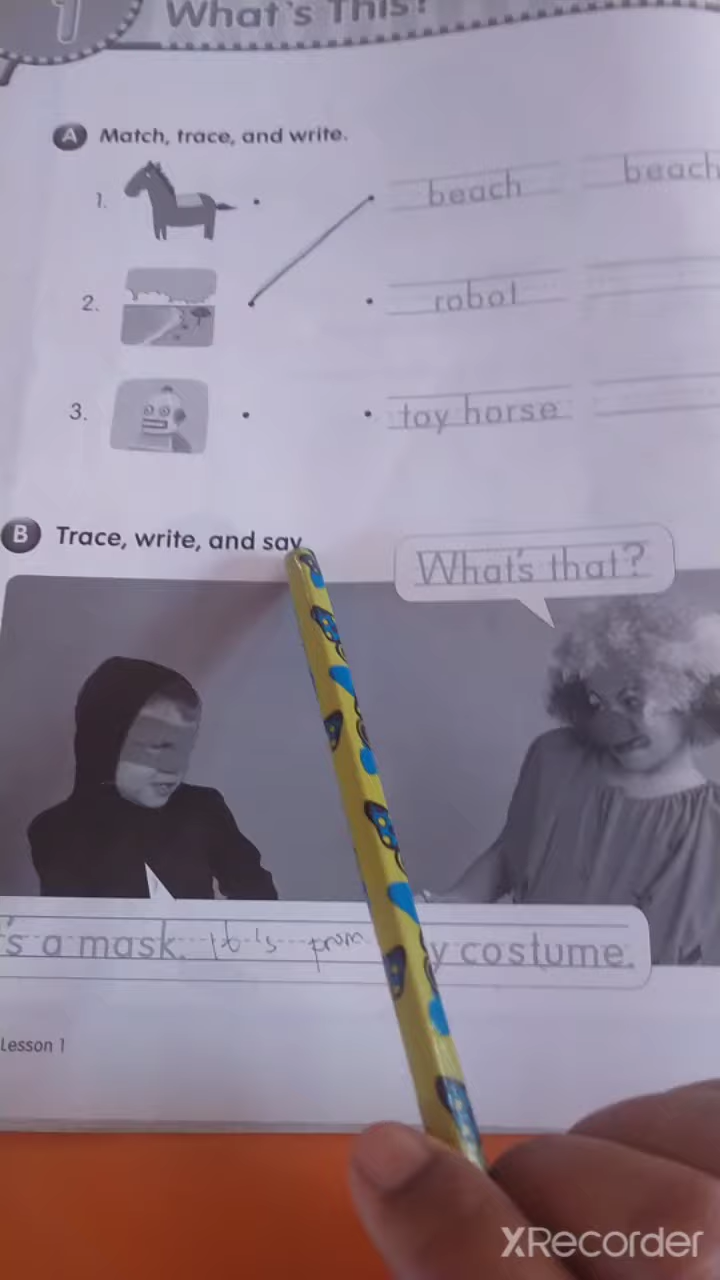 1 What's This?
A Match, trace, and write.
1. beach beach
2. robot
3. toy horse
B Trace, write, and say.
What's that?
's a mask. It's from y costume.
Lesson 1
XRecorder